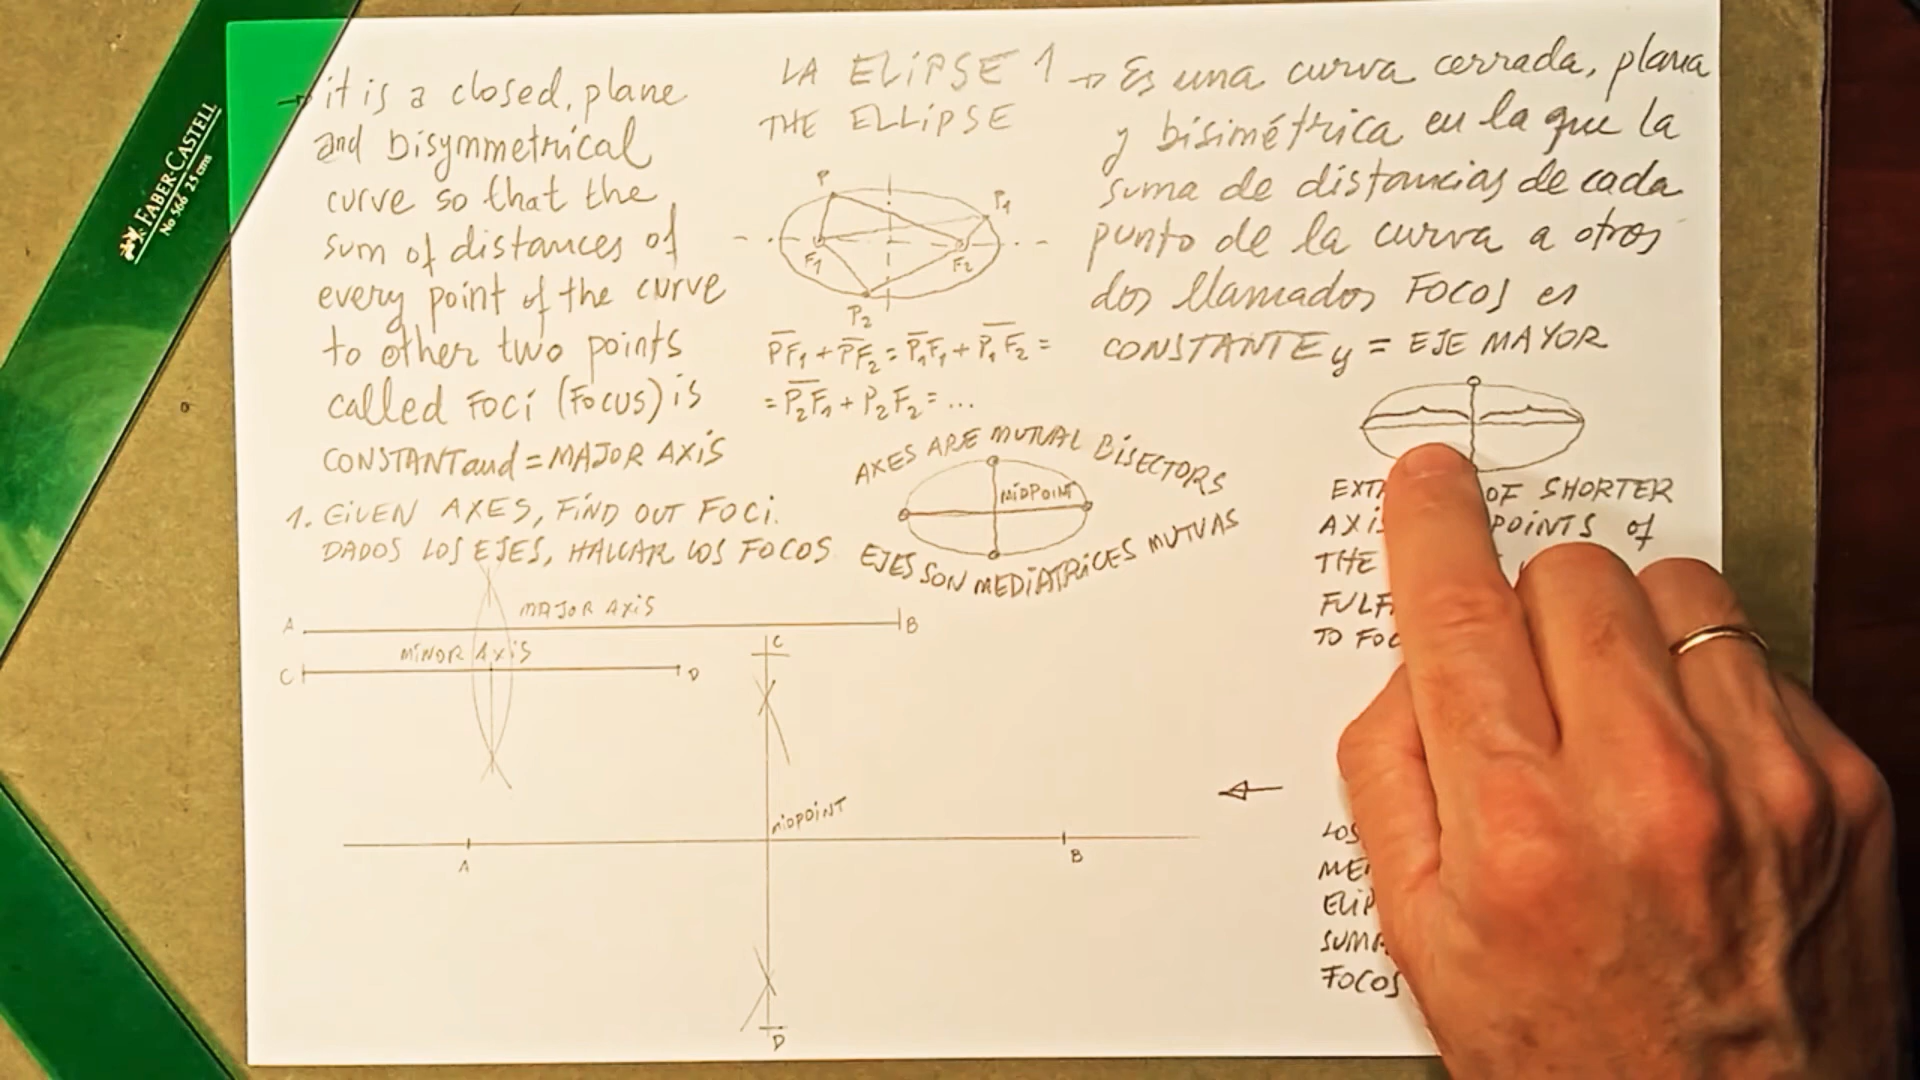 FABER-CASTELL
No 566 25 cms
LA ELIPSE 1
THE ELLIPSE
→ it is a closed, plane
and bisymmetrical
curve so that the
sum of distances of
every point of the curve
to other two points
called FOCI (FOCUS) is
CONSTANT and = MAJOR AXIS
→ Es una curva cerrada, plana
y bisimétrica en la que la
suma de distancias de cada
punto de la curva a otros
dos llamados FOCOS es
CONSTANTE y = EJE MAYOR
P
P1
F1
F2
P2
PF1 + PF2 = P1F1 + P1F2 =
= P2F1 + P2F2 = ...
AXES ARE MUTUAL BISECTORS
MIDPOINT
EJES SON MEDIATRICES MUTUAS
1. GIVEN AXES, FIND OUT FOCI.
DADOS LOS EJES, HALLAR LOS FOCOS
A MAJOR AXIS B
C MINOR AXIS D
C
MIDPOINT
A B
D
OF SHORTER
AXIS POINTS of
THE
TO
LOS
FOCOS